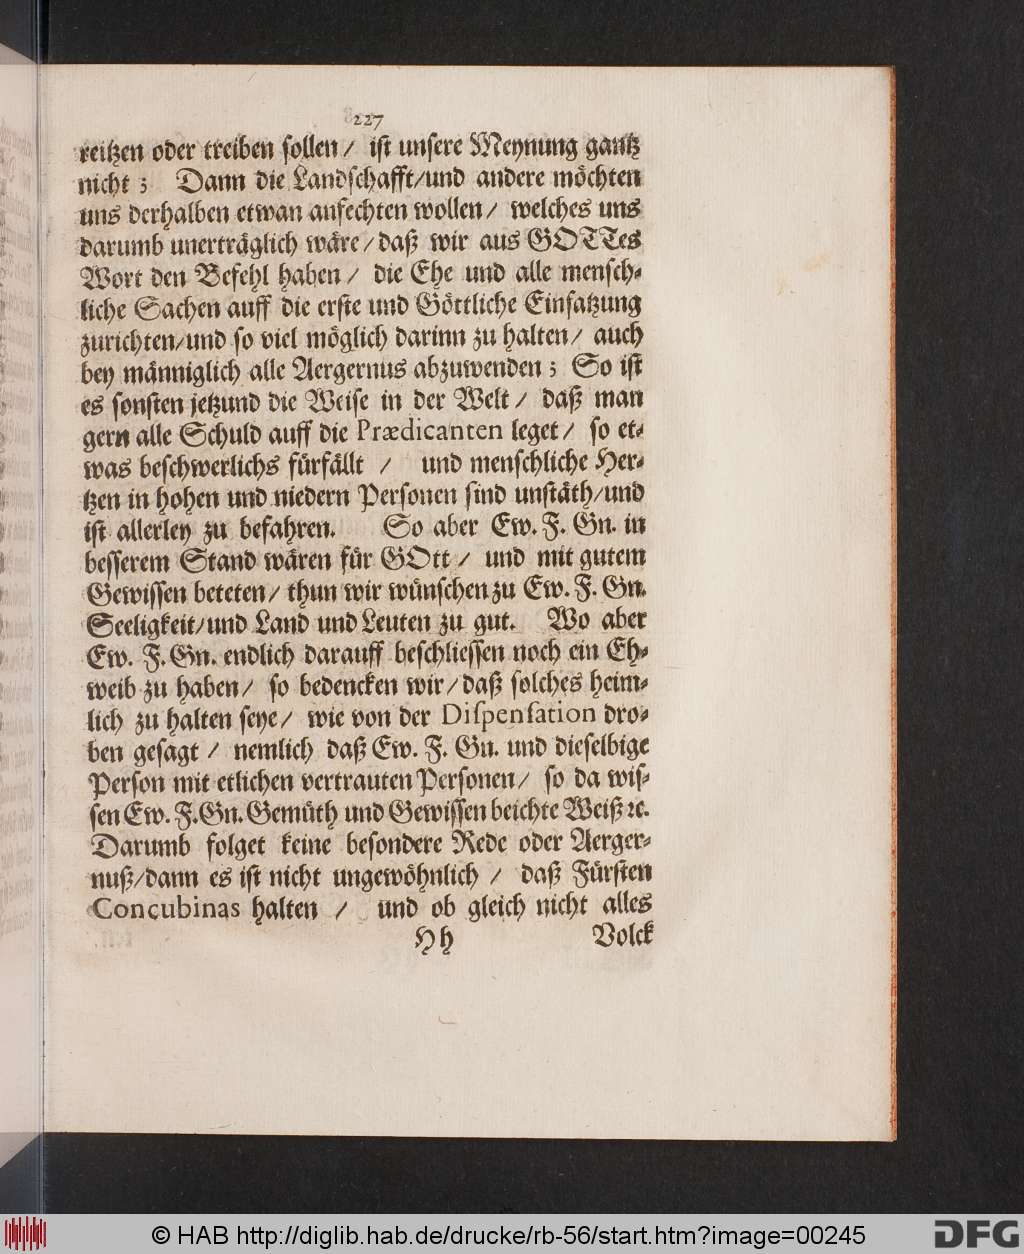 227
reitzen oder treiben sollen / ist unsere Meynung gantz
nicht ; Dann die Landschafft/und andere möchten
uns derhalben etwan anfechten wollen / welches uns
darumb unerträglich wäre / daß wir aus GOTTes
Wort den Befehl haben / die Ehe und alle mensch-
liche Sachen auff die erste und Göttliche Einsatzung
zurichten/und so viel möglich darinn zu halten / auch
bey männiglich alle Aergernus abzuwenden ; So ist
es sonsten jetzund die Weise in der Welt / daß man
gern alle Schuld auff die Prædicanten leget / so et-
was beschwerlichs fürfällt / und menschliche Her-
tzen in hohen und niedern Personen sind unstäth/und
ist allerley zu befahren. So aber Ew. F. Gn. in
besserem Stand wären für GOtt / und mit gutem
Gewissen beteten / thun wir wünschen zu Ew. F. Gn.
Seeligkeit/und Land und Leuten zu gut. Wo aber
Ew. F. Gn. endlich darauff beschliessen noch ein Eh-
weib zu haben / so bedencken wir / daß solches heim-
lich zu halten seye / wie von der Dispensation dro-
ben gesagt / nemlich daß Ew. F. Gn. und dieselbige
Person mit etlichen vertrauten Personen / so da wis-
sen Ew. F. Gn. Gemüth und Gewissen beichte Weiß ꝛc.
Darumb folget keine besondere Rede oder Aerger-
nuß/dann es ist nicht ungewöhnlich / daß Fürsten
Concubinas halten / und ob gleich nicht alles
Hh Volck
© HAB http://diglib.hab.de/drucke/rb-56/start.htm?image=00245
DFG